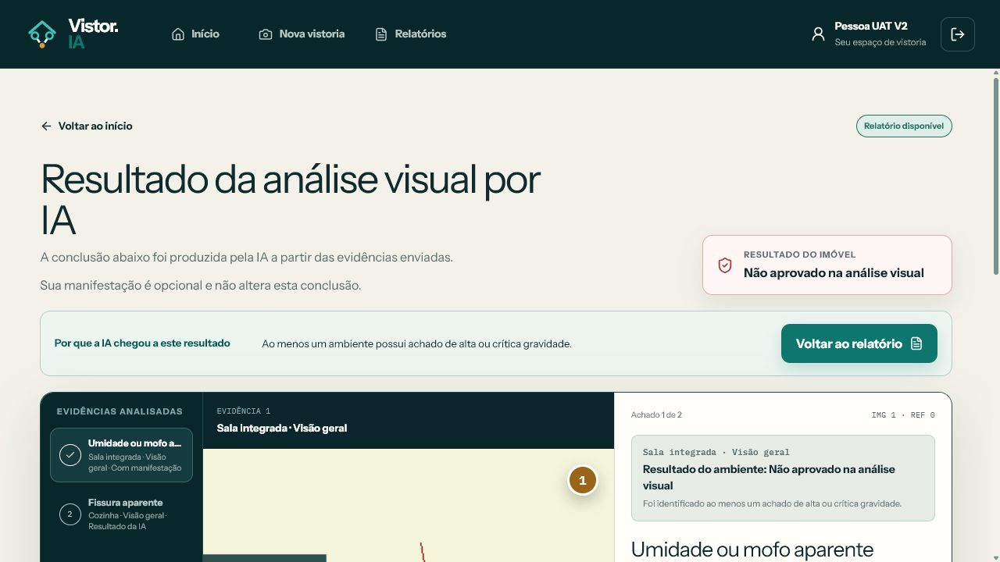 Vistor.
IA
Início
Nova vistoria
Relatórios
Pessoa UAT V2
Seu espaço de vistoria
Voltar ao início
Relatório disponível
Resultado da análise visual por
IA
A conclusão abaixo foi produzida pela IA a partir das evidências enviadas.
Sua manifestação é opcional e não altera esta conclusão.
RESULTADO DO IMÓVEL
Não aprovado na análise visual
Por que a IA chegou a este resultado
Ao menos um ambiente possui achado de alta ou crítica gravidade.
Voltar ao relatório
EVIDÊNCIAS ANALISADAS
Umidade ou mofo a...
Sala integrada · Visão
geral · Com manifestação
2
Fissura aparente
Cozinha · Visão geral ·
Resultado da IA
EVIDÊNCIA 1
Sala integrada · Visão geral
1
Achado 1 de 2
IMG 1 · REF 0
Sala integrada · Visão geral
Resultado do ambiente: Não aprovado na análise
visual
Foi identificado ao menos um achado de alta ou crítica gravidade.
Umidade ou mofo aparente